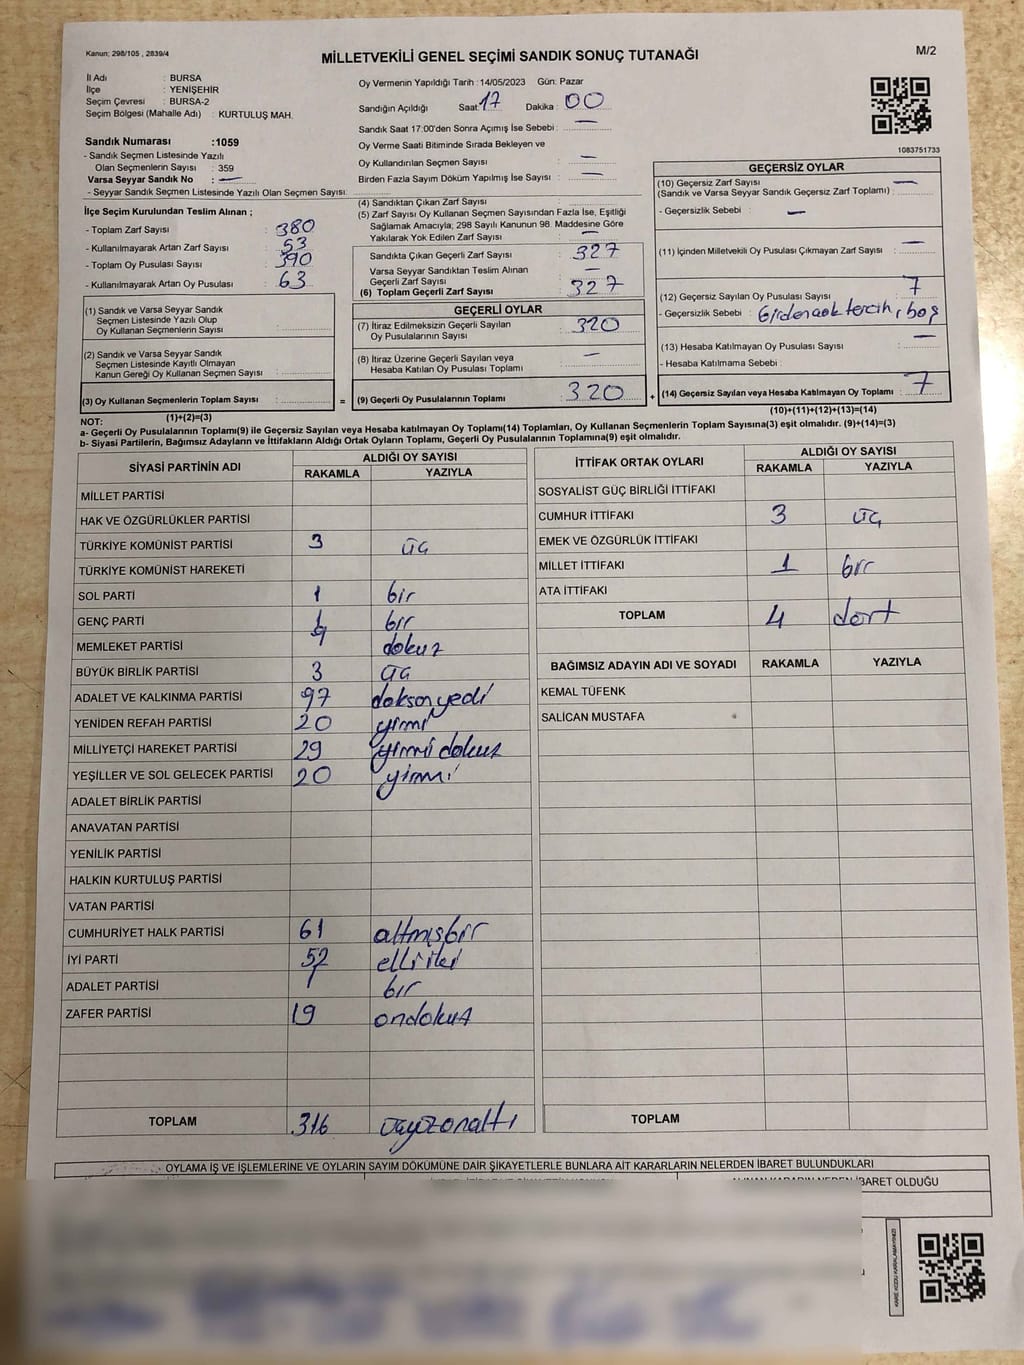 Kanun; 298/105 , 2839/4
MİLLETVEKİLİ GENEL SEÇİMİ SANDIK SONUÇ TUTANAĞI
M/2
İl Adı : BURSA
İlçe : YENİŞEHİR
Seçim Çevresi : BURSA-2
Seçim Bölgesi (Mahalle Adı) : KURTULUŞ MAH.
Sandık Numarası :1059
- Sandık Seçmen Listesinde Yazılı
Olan Seçmenlerin Sayısı : 359
Varsa Seyyar Sandık No : —
- Seyyar Sandık Seçmen Listesinde Yazılı Olan Seçmen Sayısı:
Oy Vermenin Yapıldığı Tarih : 14/05/2023 Gün: Pazar
Sandığın Açıldığı Saat: 17 Dakika : 00
Sandık Saat 17:00'den Sonra Açımış İse Sebebi : —
Oy Verme Saati Bitiminde Sırada Bekleyen ve
Oy Kullandırılan Seçmen Sayısı : —
Birden Fazla Sayım Döküm Yapılmış İse Sayısı : —
1083751733
İlçe Seçim Kurulundan Teslim Alınan ;
- Toplam Zarf Sayısı : 380
- Kullanılmayarak Artan Zarf Sayısı : 53
- Toplam Oy Pusulası Sayısı : 390
- Kullanılmayarak Artan Oy Pusulası : 63
(1) Sandık ve Varsa Seyyar Sandık
Seçmen Listesinde Yazılı Olup
Oy Kullanan Seçmenlerin Sayısı :
(2) Sandık ve Varsa Seyyar Sandık
Seçmen Listesinde Kayıtlı Olmayan
Kanun Gereği Oy Kullanan Seçmen Sayısı :
(3) Oy Kullanan Seçmenlerin Toplam Sayısı :
(1)+(2)=(3)
(4) Sandıktan Çıkan Zarf Sayısı :
(5) Zarf Sayısı Oy Kullanan Seçmen Sayısından Fazla İse, Eşitliği
Sağlamak Amacıyla; 298 Sayılı Kanunun 98. Maddesine Göre
Yakılarak Yok Edilen Zarf Sayısı :
Sandıkta Çıkan Geçerli Zarf Sayısı : 327
Varsa Seyyar Sandıktan Teslim Alınan
Geçerli Zarf Sayısı : —
(6) Toplam Geçerli Zarf Sayısı : 327
GEÇERLİ OYLAR
(7) İtiraz Edilmeksizin Geçerli Sayılan
Oy Pusulalarının Sayısı : 320
(8) İtiraz Üzerine Geçerli Sayılan veya
Hesaba Katılan Oy Pusulası Toplamı : —
= (9) Geçerli Oy Pusulalarının Toplamı : 320 +
GEÇERSİZ OYLAR
(10) Geçersiz Zarf Sayısı : —
(Sandık ve Varsa Seyyar Sandık Geçersiz Zarf Toplamı) :
- Geçersizlik Sebebi : —
(11) İçinden Milletvekili Oy Pusulası Çıkmayan Zarf Sayısı : —
(12) Geçersiz Sayılan Oy Pusulası Sayısı : 7
- Geçersizlik Sebebi : Birden çok tercih, boş
(13) Hesaba Katılmayan Oy Pusulası Sayısı : —
- Hesaba Katılmama Sebebi :
(14) Geçersiz Sayılan veya Hesaba Katılmayan Oy Toplamı : 7
(10)+(11)+(12)+(13)=(14)
NOT:
a- Geçerli Oy Pusulalarının Toplamı(9) ile Geçersiz Sayılan veya Hesaba katılmayan Oy Toplamı(14) Toplamları, Oy Kullanan Seçmenlerin Toplam Sayısına(3) eşit olmalıdır. (9)+(14)=(3)
b- Siyasi Partilerin, Bağımsız Adayların ve İttifakların Aldığı Ortak Oyların Toplamı, Geçerli Oy Pusulalarının Toplamına(9) eşit olmalıdır.
SİYASİ PARTİNİN ADI ALDIĞI OY SAYISI
RAKAMLA YAZIYLA
MİLLET PARTİSİ
HAK VE ÖZGÜRLÜKLER PARTİSİ
TÜRKİYE KOMÜNİST PARTİSİ 3 üç
TÜRKİYE KOMÜNİST HAREKETİ
SOL PARTİ 1 bir
GENÇ PARTİ 1 bir
MEMLEKET PARTİSİ 9 dokuz
BÜYÜK BİRLİK PARTİSİ 3 üç
ADALET VE KALKINMA PARTİSİ 97 doksanyedi
YENİDEN REFAH PARTİSİ 20 yirmi
MİLLİYETÇİ HAREKET PARTİSİ 29 yirmi dokuz
YEŞİLLER VE SOL GELECEK PARTİSİ 20 yirmi
ADALET BİRLİK PARTİSİ
ANAVATAN PARTİSİ
YENİLİK PARTİSİ
HALKIN KURTULUŞ PARTİSİ
VATAN PARTİSİ
CUMHURİYET HALK PARTİSİ 61 altmışbir
İYİ PARTİ 52 elli iki
ADALET PARTİSİ 1 bir
ZAFER PARTİSİ 19 ondokuz
TOPLAM 316 üçyüzonaltı
İTTİFAK ORTAK OYLARI ALDIĞI OY SAYISI
RAKAMLA YAZIYLA
SOSYALİST GÜÇ BİRLİĞİ İTTİFAKI
CUMHUR İTTİFAKI 3 üç
EMEK VE ÖZGÜRLÜK İTTİFAKI
MİLLET İTTİFAKI 1 bir
ATA İTTİFAKI
TOPLAM 4 dört
BAĞIMSIZ ADAYIN ADI VE SOYADI RAKAMLA YAZIYLA
KEMAL TÜFENK
SALİCAN MUSTAFA
TOPLAM
OYLAMA İŞ VE İŞLEMLERİNE VE OYLARIN SAYIM DÖKÜMÜNE DAİR ŞİKAYETLERLE BUNLARA AİT KARARLARIN NELERDEN İBARET BULUNDUKLARI
ALINAN KARARIN NEDEN İBARET OLDUĞU
KARE KODU KARALAMAYINIZ!